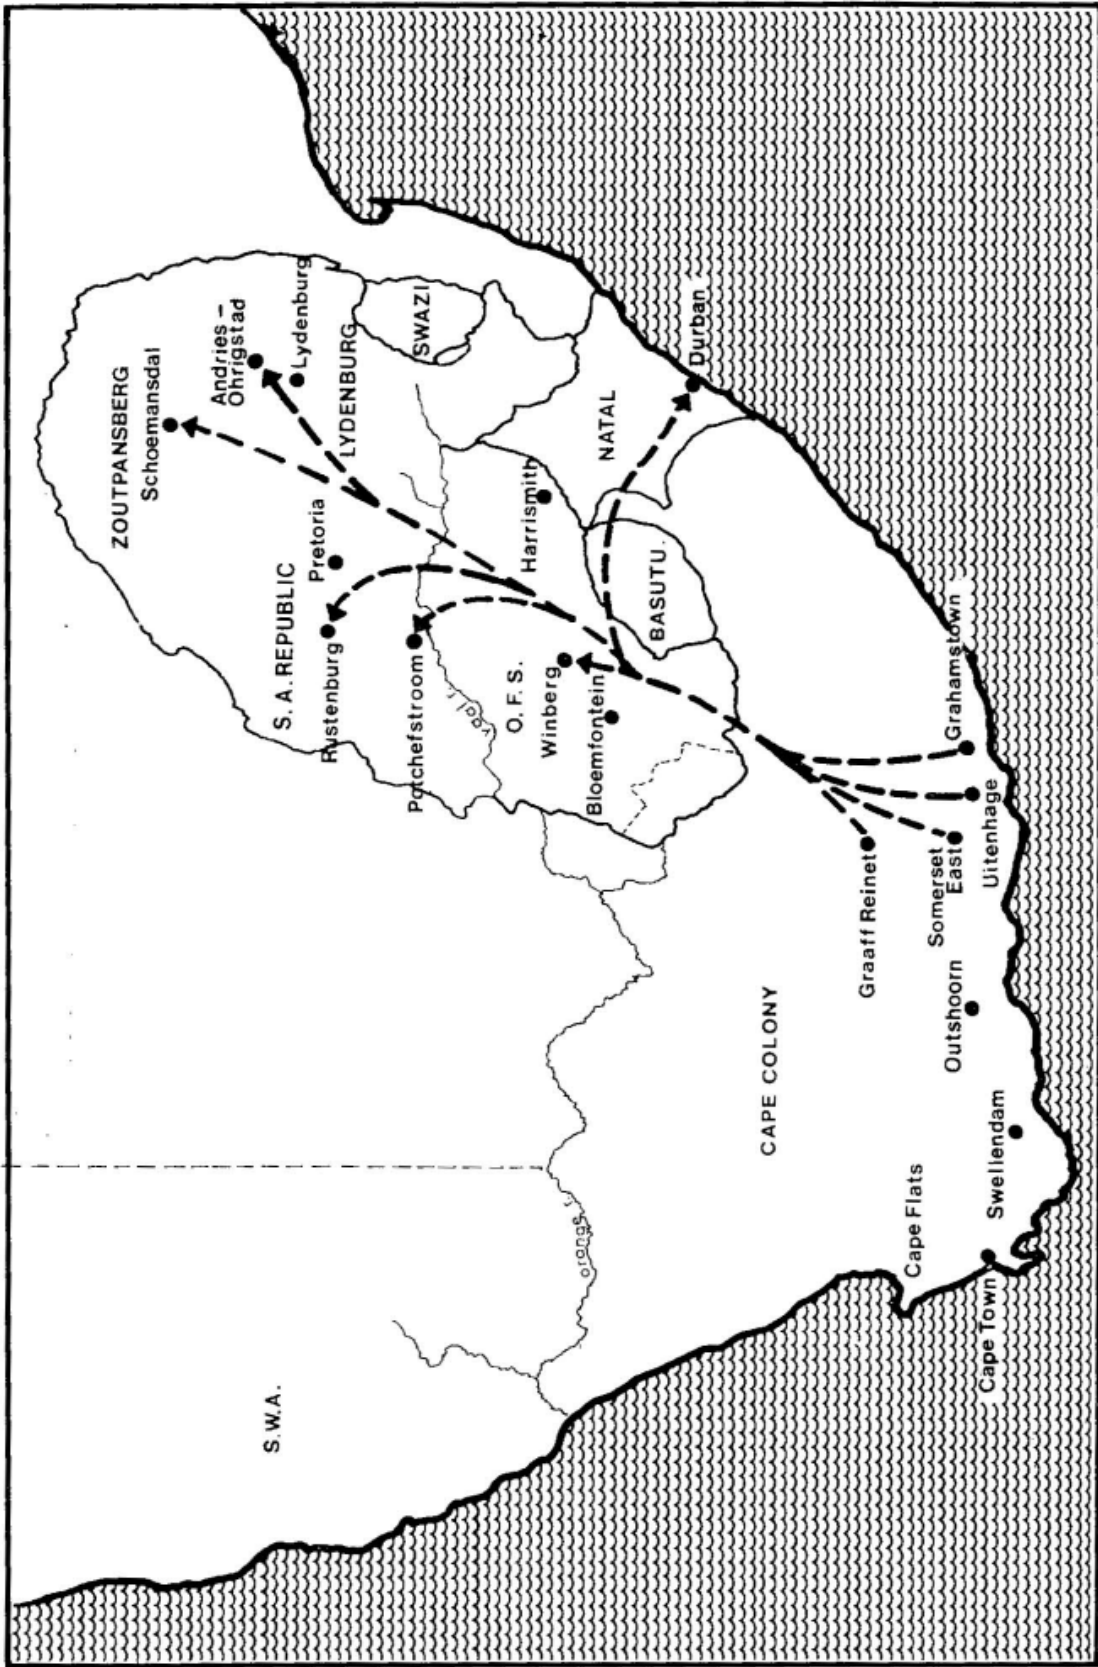 ZOUTPANSBERG
Schoemansdal
Andries-
Ohrigstad
Lydenburg
LYDENBURG
S.A. REPUBLIC
Pretoria
Rustenburg
SWAZI
Potchefstroom
vaal r.
O.F.S.
Harrismith
Winberg
NATAL
Bloemfontein
Durban
BASUTU.
S.W.A.
orange r.
CAPE COLONY
Graaff Reinet
Grahamstown
Somerset
East
Uitenhage
Outshoorn
Cape Flats
Swellendam
Cape Town